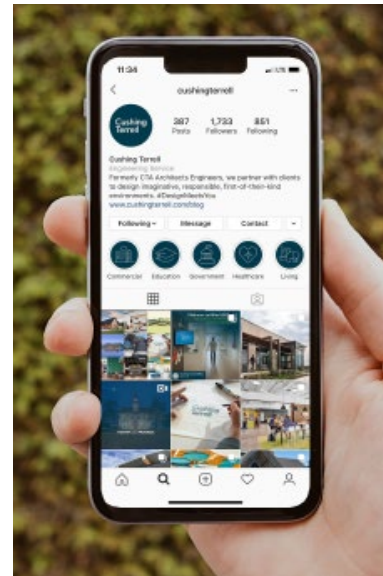 11:34
LTE
cushingterrell
Cushing
Terrell
387
Posts
1,733
Followers
851
Following
Cushing Terrell
Engineering Service
Formerly CTA Architects Engineers, we partner with clients
to design imaginative, responsible, first-of-their-kind
environments. #DesignMeetsYou
www.cushingterrell.com/blog
Following
Message
Contact
Commercial
Education
Government
Healthcare
Living
Cushing
Terrell